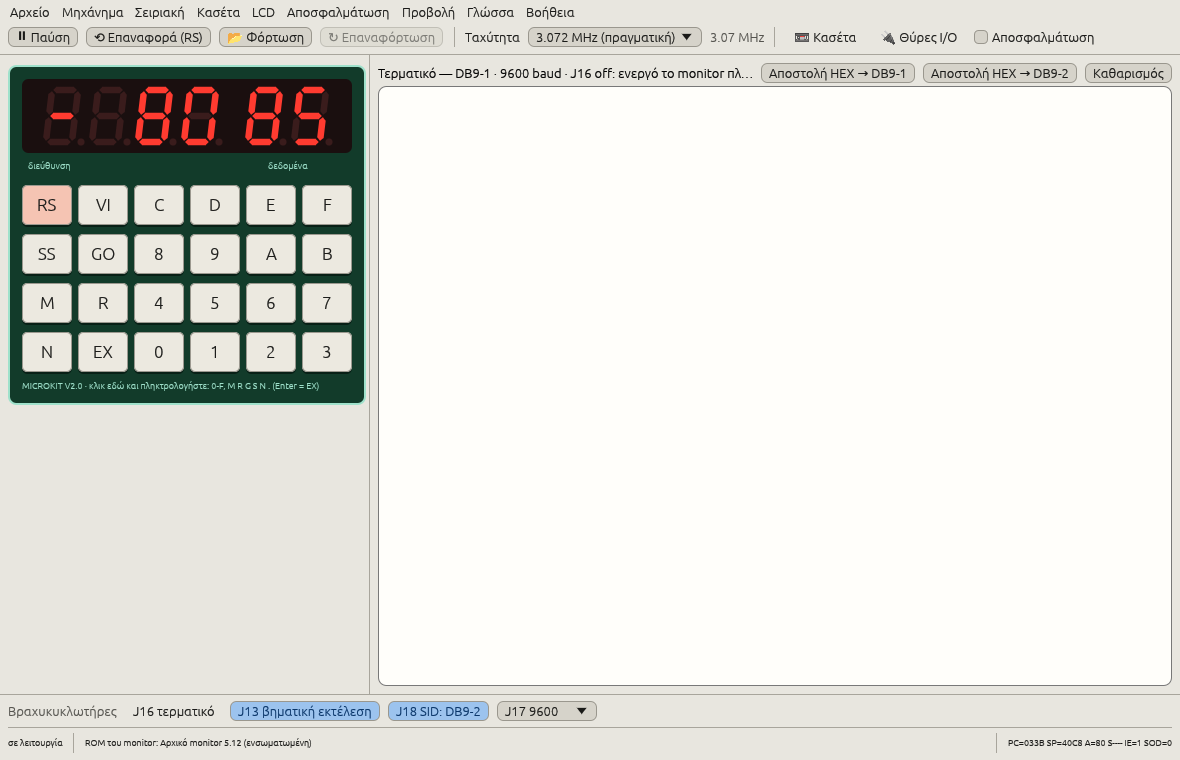 Αρχείο Μηχάνημα Σειριακή Κασέτα LCD Αποσφαλμάτωση Προβολή Γλώσσα Βοήθεια
Παύση Επαναφορά (RS) Φόρτωση Επαναφόρτωση Ταχύτητα 3.072 MHz (πραγματική) 3.07 MHz Κασέτα Θύρες I/O Αποσφαλμάτωση
- 80 85
διεύθυνση δεδομένα
RS VI C D E F
SS GO 8 9 A B
M R 4 5 6 7
N EX 0 1 2 3
MICROKIT V2.0 · κλικ εδώ και πληκτρολογήστε: 0-F, M R G S N . (Enter = EX)
Τερματικό — DB9-1 · 9600 baud · J16 off: ενεργό το monitor πλ… Αποστολή HEX → DB9-1 Αποστολή HEX → DB9-2 Καθαρισμός
Βραχυκυκλωτήρες J16 τερματικό J13 βηματική εκτέλεση J18 SID: DB9-2 J17 9600
σε λειτουργία ROM του monitor: Αρχικό monitor 5.12 (ενσωματωμένη) PC=033B SP=40C8 A=80 S---- IE=1 SOD=0